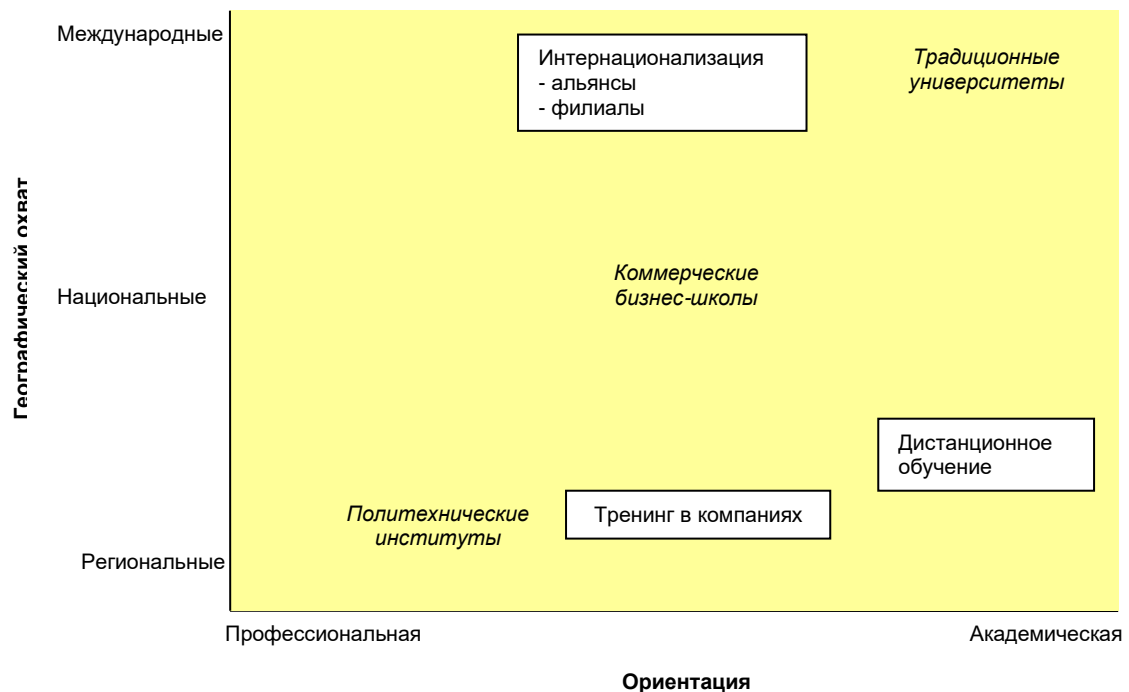 Международные
Интернационализация
- альянсы
- филиалы
Традиционные
университеты
Географический охват
Национальные
Коммерческие
бизнес-школы
Дистанционное
обучение
Политехнические
институты
Тренинг в компаниях
Региональные
Профессиональная
Академическая
Ориентация